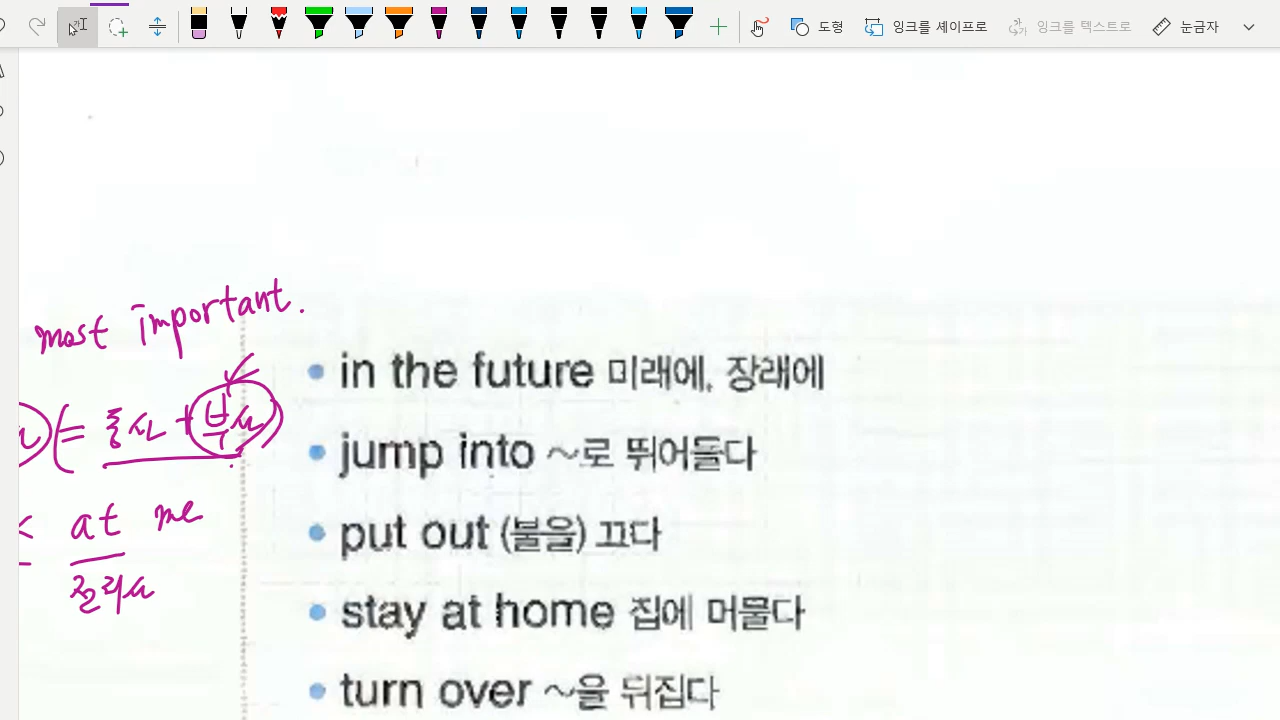 도형 잉크를 셰이프로 잉크를 텍스트로 눈금자
most important.
in the future 미래에, 장래에
(= 동사 + 부사)
jump into ~로 뛰어들다
at me
put out (불을) 끄다
전치사
stay at home 집에 머물다
turn over ~을 뒤집다